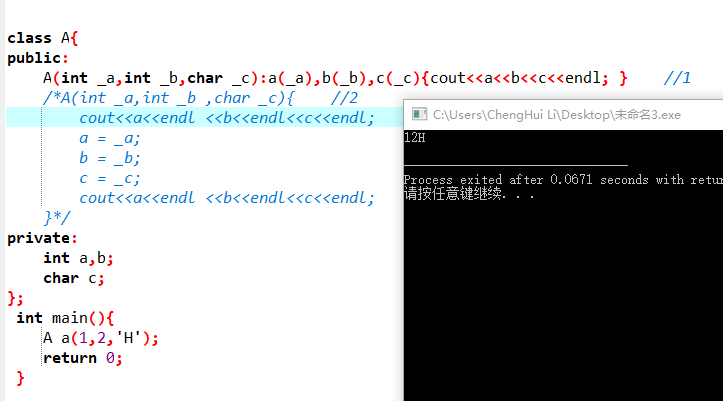 class A{
public:
A(int _a,int _b,char _c):a(_a),b(_b),c(_c){cout<<a<<b<<c<<endl; } //1
/*A(int _a,int _b ,char _c){ //2
cout<<a<<endl <<b<<endl<<c<<endl;
a = _a;
b = _b;
c = _c;
cout<<a<<endl <<b<<endl<<c<<endl;
}*/
private:
int a,b;
char c;
};
int main(){
A a(1,2,'H');
return 0;
}
C:\Users\ChengHui Li\Desktop\未命名3.exe
12H
Process exited after 0.0671 seconds with retur
请按任意键继续. . .